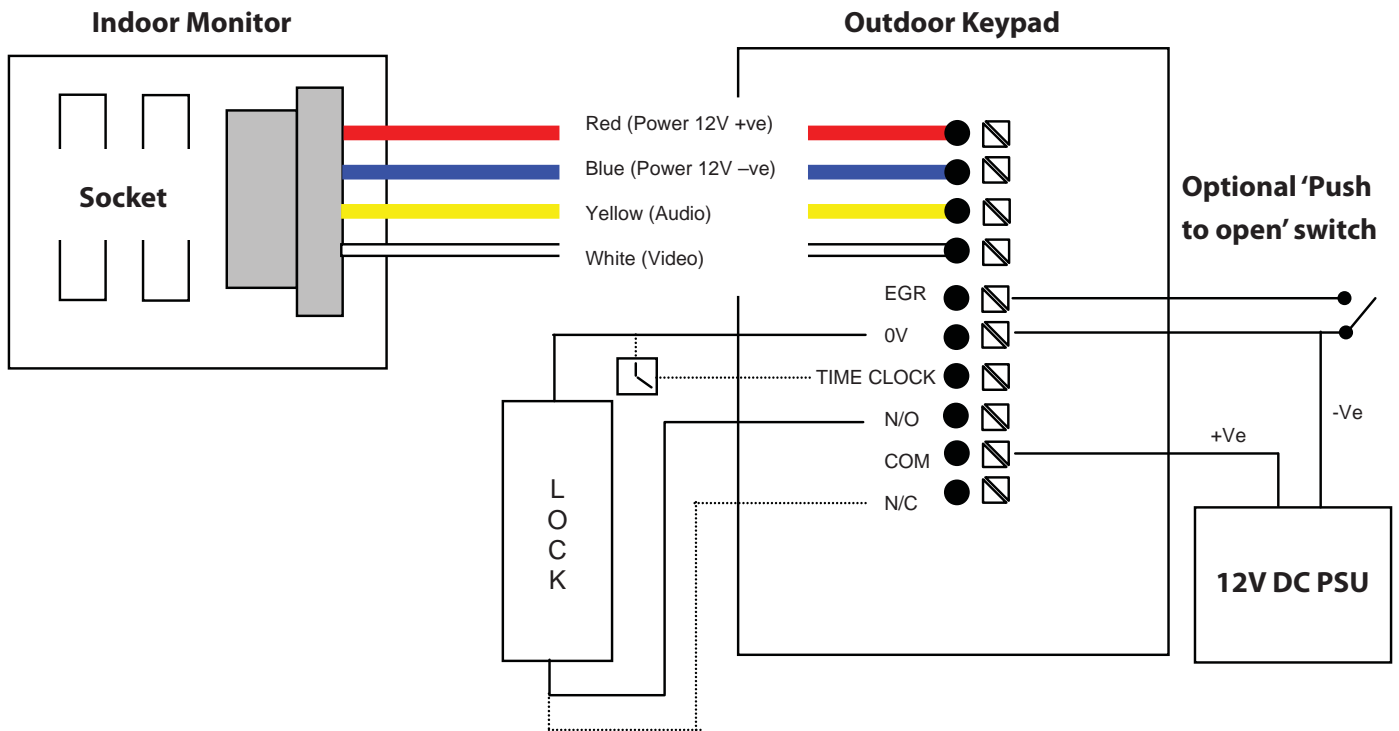 Indoor Monitor
Outdoor Keypad
Socket
Red (Power 12V +ve)
Blue (Power 12V –ve)
Yellow (Audio)
White (Video)
Optional ‘Push
to open’ switch
EGR
0V
TIME CLOCK
N/O
COM
N/C
+Ve
-Ve
L
O
C
K
12V DC PSU